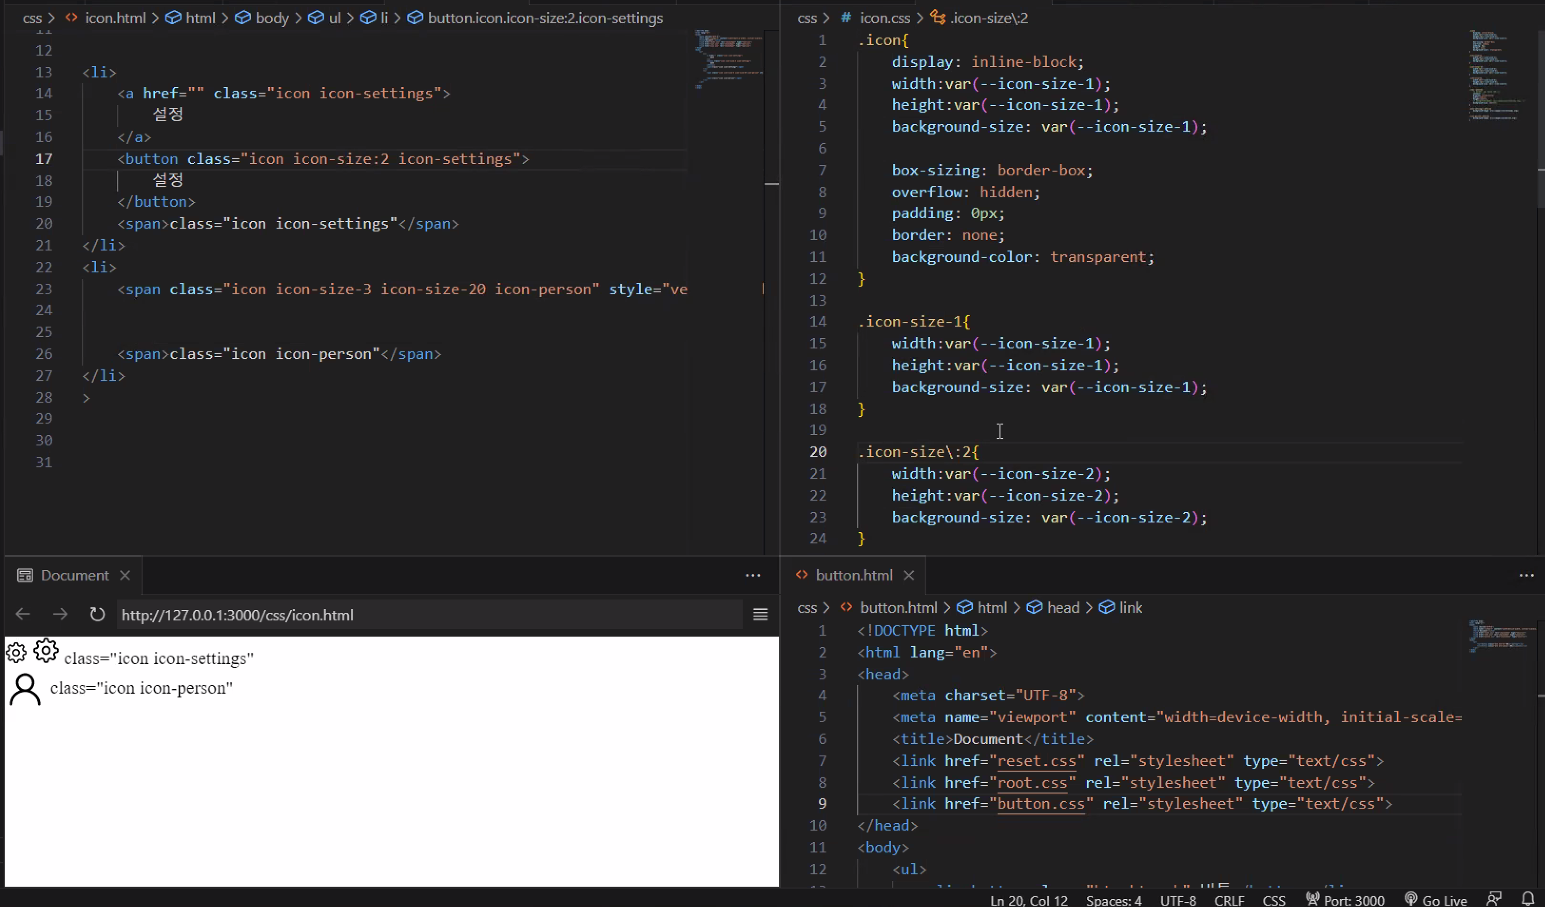 css > <> icon.html > html > body > ul > li > button.icon.icon-size:2.icon-settings
11
12
13 <li>
14 <a href="" class="icon icon-settings">
15 설정
16 </a>
17 <button class="icon icon-size:2 icon-settings">
18 설정
19 </button>
20 <span>class="icon icon-settings"</span>
21 </li>
22 <li>
23 <span class="icon icon-size-3 icon-size-20 icon-person" style="ve
24
25
26 <span>class="icon icon-person"</span>
27 </li>
28 >
29
30
31
css > # icon.css > .icon-size\:2
1 .icon{
2 display: inline-block;
3 width:var(--icon-size-1);
4 height:var(--icon-size-1);
5 background-size: var(--icon-size-1);
6
7 box-sizing: border-box;
8 overflow: hidden;
9 padding: 0px;
10 border: none;
11 background-color: transparent;
12 }
13
14 .icon-size-1{
15 width:var(--icon-size-1);
16 height:var(--icon-size-1);
17 background-size: var(--icon-size-1);
18 }
19
20 .icon-size\:2{
21 width:var(--icon-size-2);
22 height:var(--icon-size-2);
23 background-size: var(--icon-size-2);
24 }
Document
http://127.0.0.1:3000/css/icon.html
class="icon icon-settings"
class="icon icon-person"
<> button.html
css > <> button.html > html > head > link
1 <!DOCTYPE html>
2 <html lang="en">
3 <head>
4 <meta charset="UTF-8">
5 <meta name="viewport" content="width=device-width, initial-scale=
6 <title>Document</title>
7 <link href="reset.css" rel="stylesheet" type="text/css">
8 <link href="root.css" rel="stylesheet" type="text/css">
9 <link href="button.css" rel="stylesheet" type="text/css">
10 </head>
11 <body>
12 <ul>
Ln 20, Col 12 Spaces: 4 UTF-8 CRLF CSS Port: 3000 Go Live